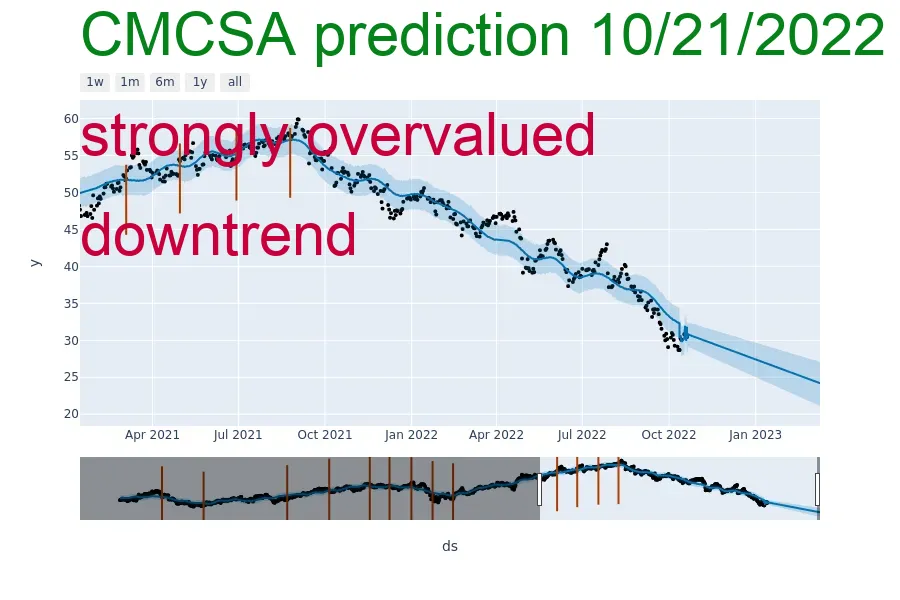 CMCSA prediction 10/21/2022
1w 1m 6m 1y all
strongly overvalued
downtrend
60
55
50
45
40
35
30
25
20
y
Apr 2021 Jul 2021 Oct 2021 Jan 2022 Apr 2022 Jul 2022 Oct 2022 Jan 2023
ds